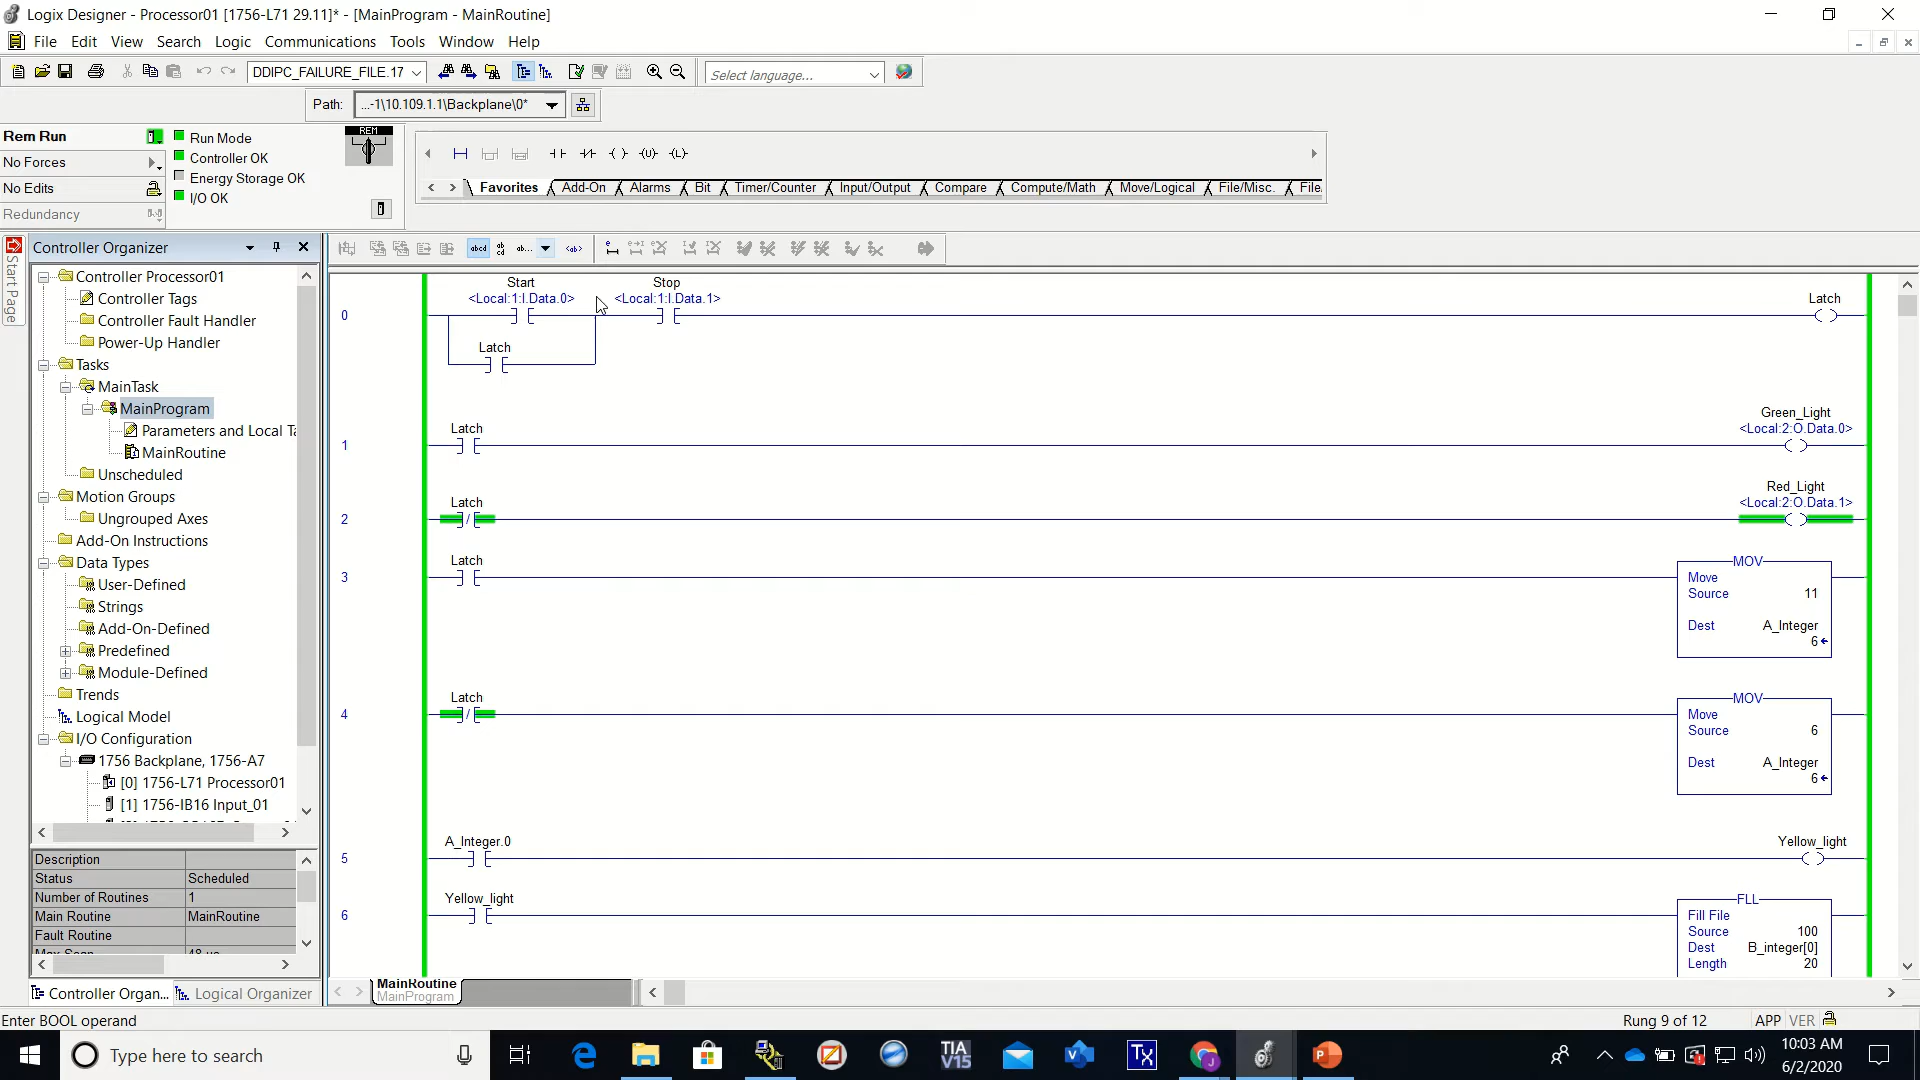 Logix Designer - Processor01 [1756-L71 29.11]* - [MainProgram - MainRoutine]
File Edit View Search Logic Communications Tools Window Help
DDIPC_FAILURE_FILE.17
Select language...
Path: ...-1\10.109.1.1\Backplane\0*
Rem Run
No Forces
No Edits
Redundancy
Run Mode
Controller OK
Energy Storage OK
I/O OK
REM
Favorites Add-On Alarms Bit Timer/Counter Input/Output Compare Compute/Math Move/Logical File/Misc. File
Start Page
Controller Organizer
Controller Processor01
Controller Tags
Controller Fault Handler
Power-Up Handler
Tasks
MainTask
MainProgram
Parameters and Local Ta
MainRoutine
Unscheduled
Motion Groups
Ungrouped Axes
Add-On Instructions
Data Types
User-Defined
Strings
Add-On-Defined
Predefined
Module-Defined
Trends
Logical Model
I/O Configuration
1756 Backplane, 1756-A7
[0] 1756-L71 Processor01
[1] 1756-IB16 Input_01
Description
Status Scheduled
Number of Routines 1
Main Routine MainRoutine
Fault Routine
Max Scan 48 us
Controller Organ... Logical Organizer
Start Stop
<Local:1:I.Data.0> <Local:1:I.Data.1> Latch
0
Latch
Latch Green_Light
<Local:2:O.Data.0>
1
Latch Red_Light
<Local:2:O.Data.1>
2
Latch MOV
3 Move
Source 11
Dest A_Integer
6
Latch MOV
4 Move
Source 6
Dest A_Integer
6
A_Integer.0 Yellow_light
5
Yellow_light FLL
6 Fill File
Source 100
Dest B_integer[0]
Length 20
MainRoutine
MainProgram
Enter BOOL operand Rung 9 of 12 APP VER
Type here to search
TIA
V15
10:03 AM
6/2/2020